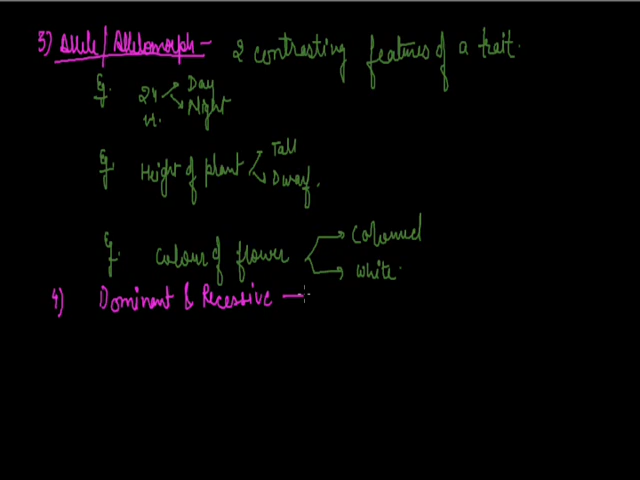 3) Allele/Allelomorph - 2 contrasting features of a trait.
Eg. 24 H. Day
Night
Eg. Height of plant Tall
Dwarf.
Eg. Colour of flower Coloured
White.
4) Dominant & Recessive —